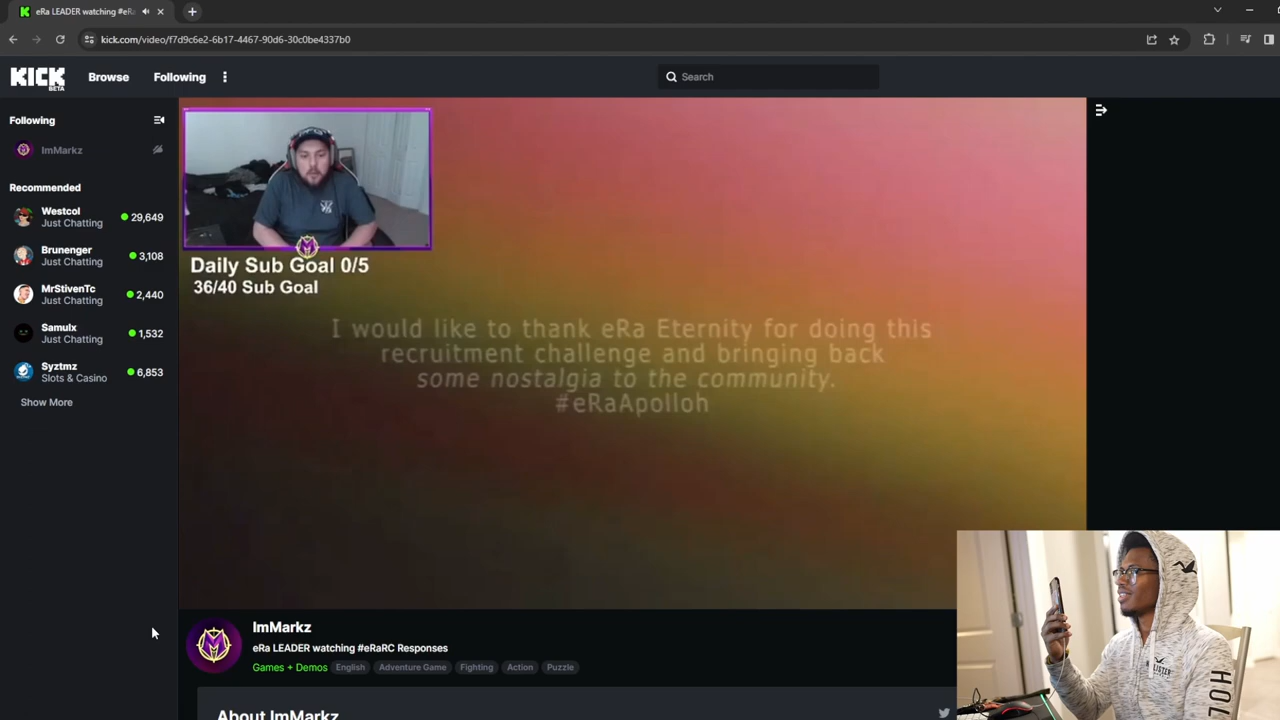 eRa LEADER watching #eRa
kick.com/video/f7d9c6e2-6b17-4467-90d6-30c0be4337b0
KICK
BETA
Browse
Following
Search
Following
ImMarkz
Recommended
Westcol
Just Chatting
29,649
Brunenger
Just Chatting
3,108
MrStivenTc
Just Chatting
2,440
Samulx
Just Chatting
1,532
Syztmz
Slots & Casino
6,853
Show More
Daily Sub Goal 0/5
36/40 Sub Goal
I would like to thank eRa Eternity for doing this
recruitment challenge and bringing back
some nostalgia to the community.
#eRaApolloh
ImMarkz
eRa LEADER watching #eRaRC Responses
Games + Demos English Adventure Game Fighting Action Puzzle
About ImMarkz
HOL